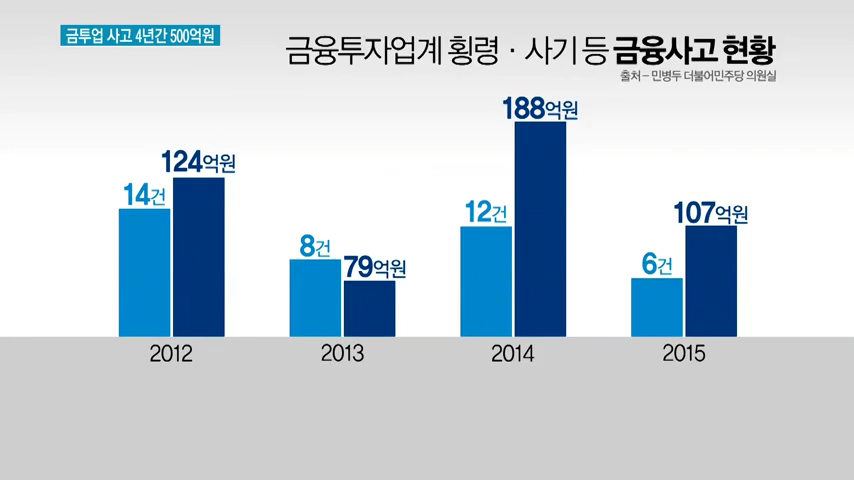 금투업 사고 4년간 500억원
금융투자업계 횡령 · 사기 등 금융사고 현황
출처 – 민병두 더불어민주당 의원실
14건 124억원
8건 79억원
12건 188억원
6건 107억원
2012 2013 2014 2015